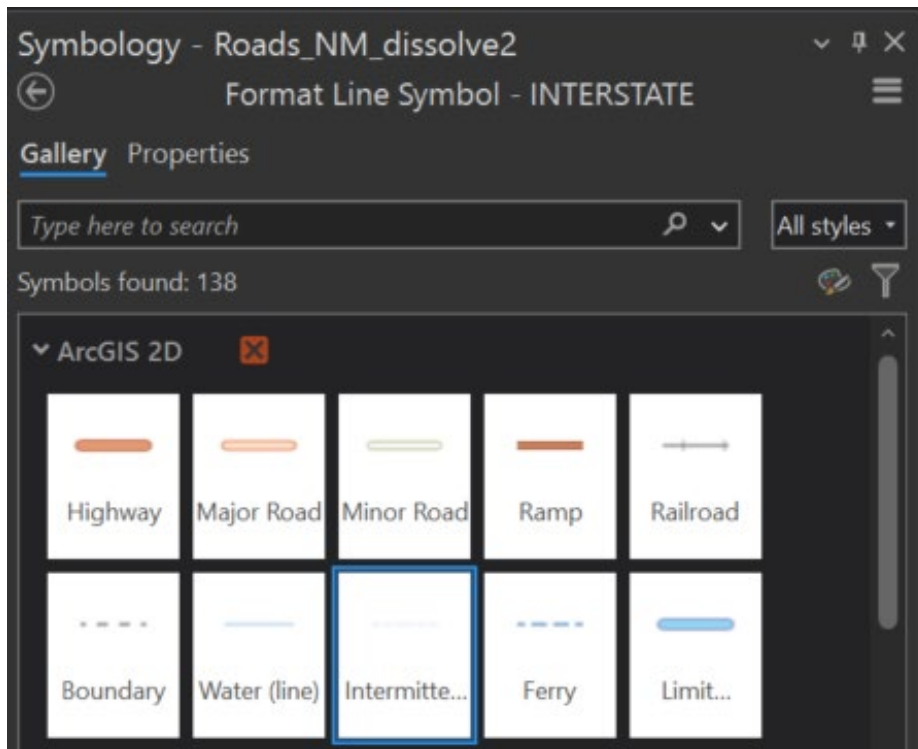 Symbology - Roads_NM_dissolve2
Format Line Symbol - INTERSTATE
Gallery Properties
Type here to search
All styles
Symbols found: 138
ArcGIS 2D
Highway Major Road Minor Road Ramp Railroad
Boundary Water (line) Intermitte... Ferry Limit...